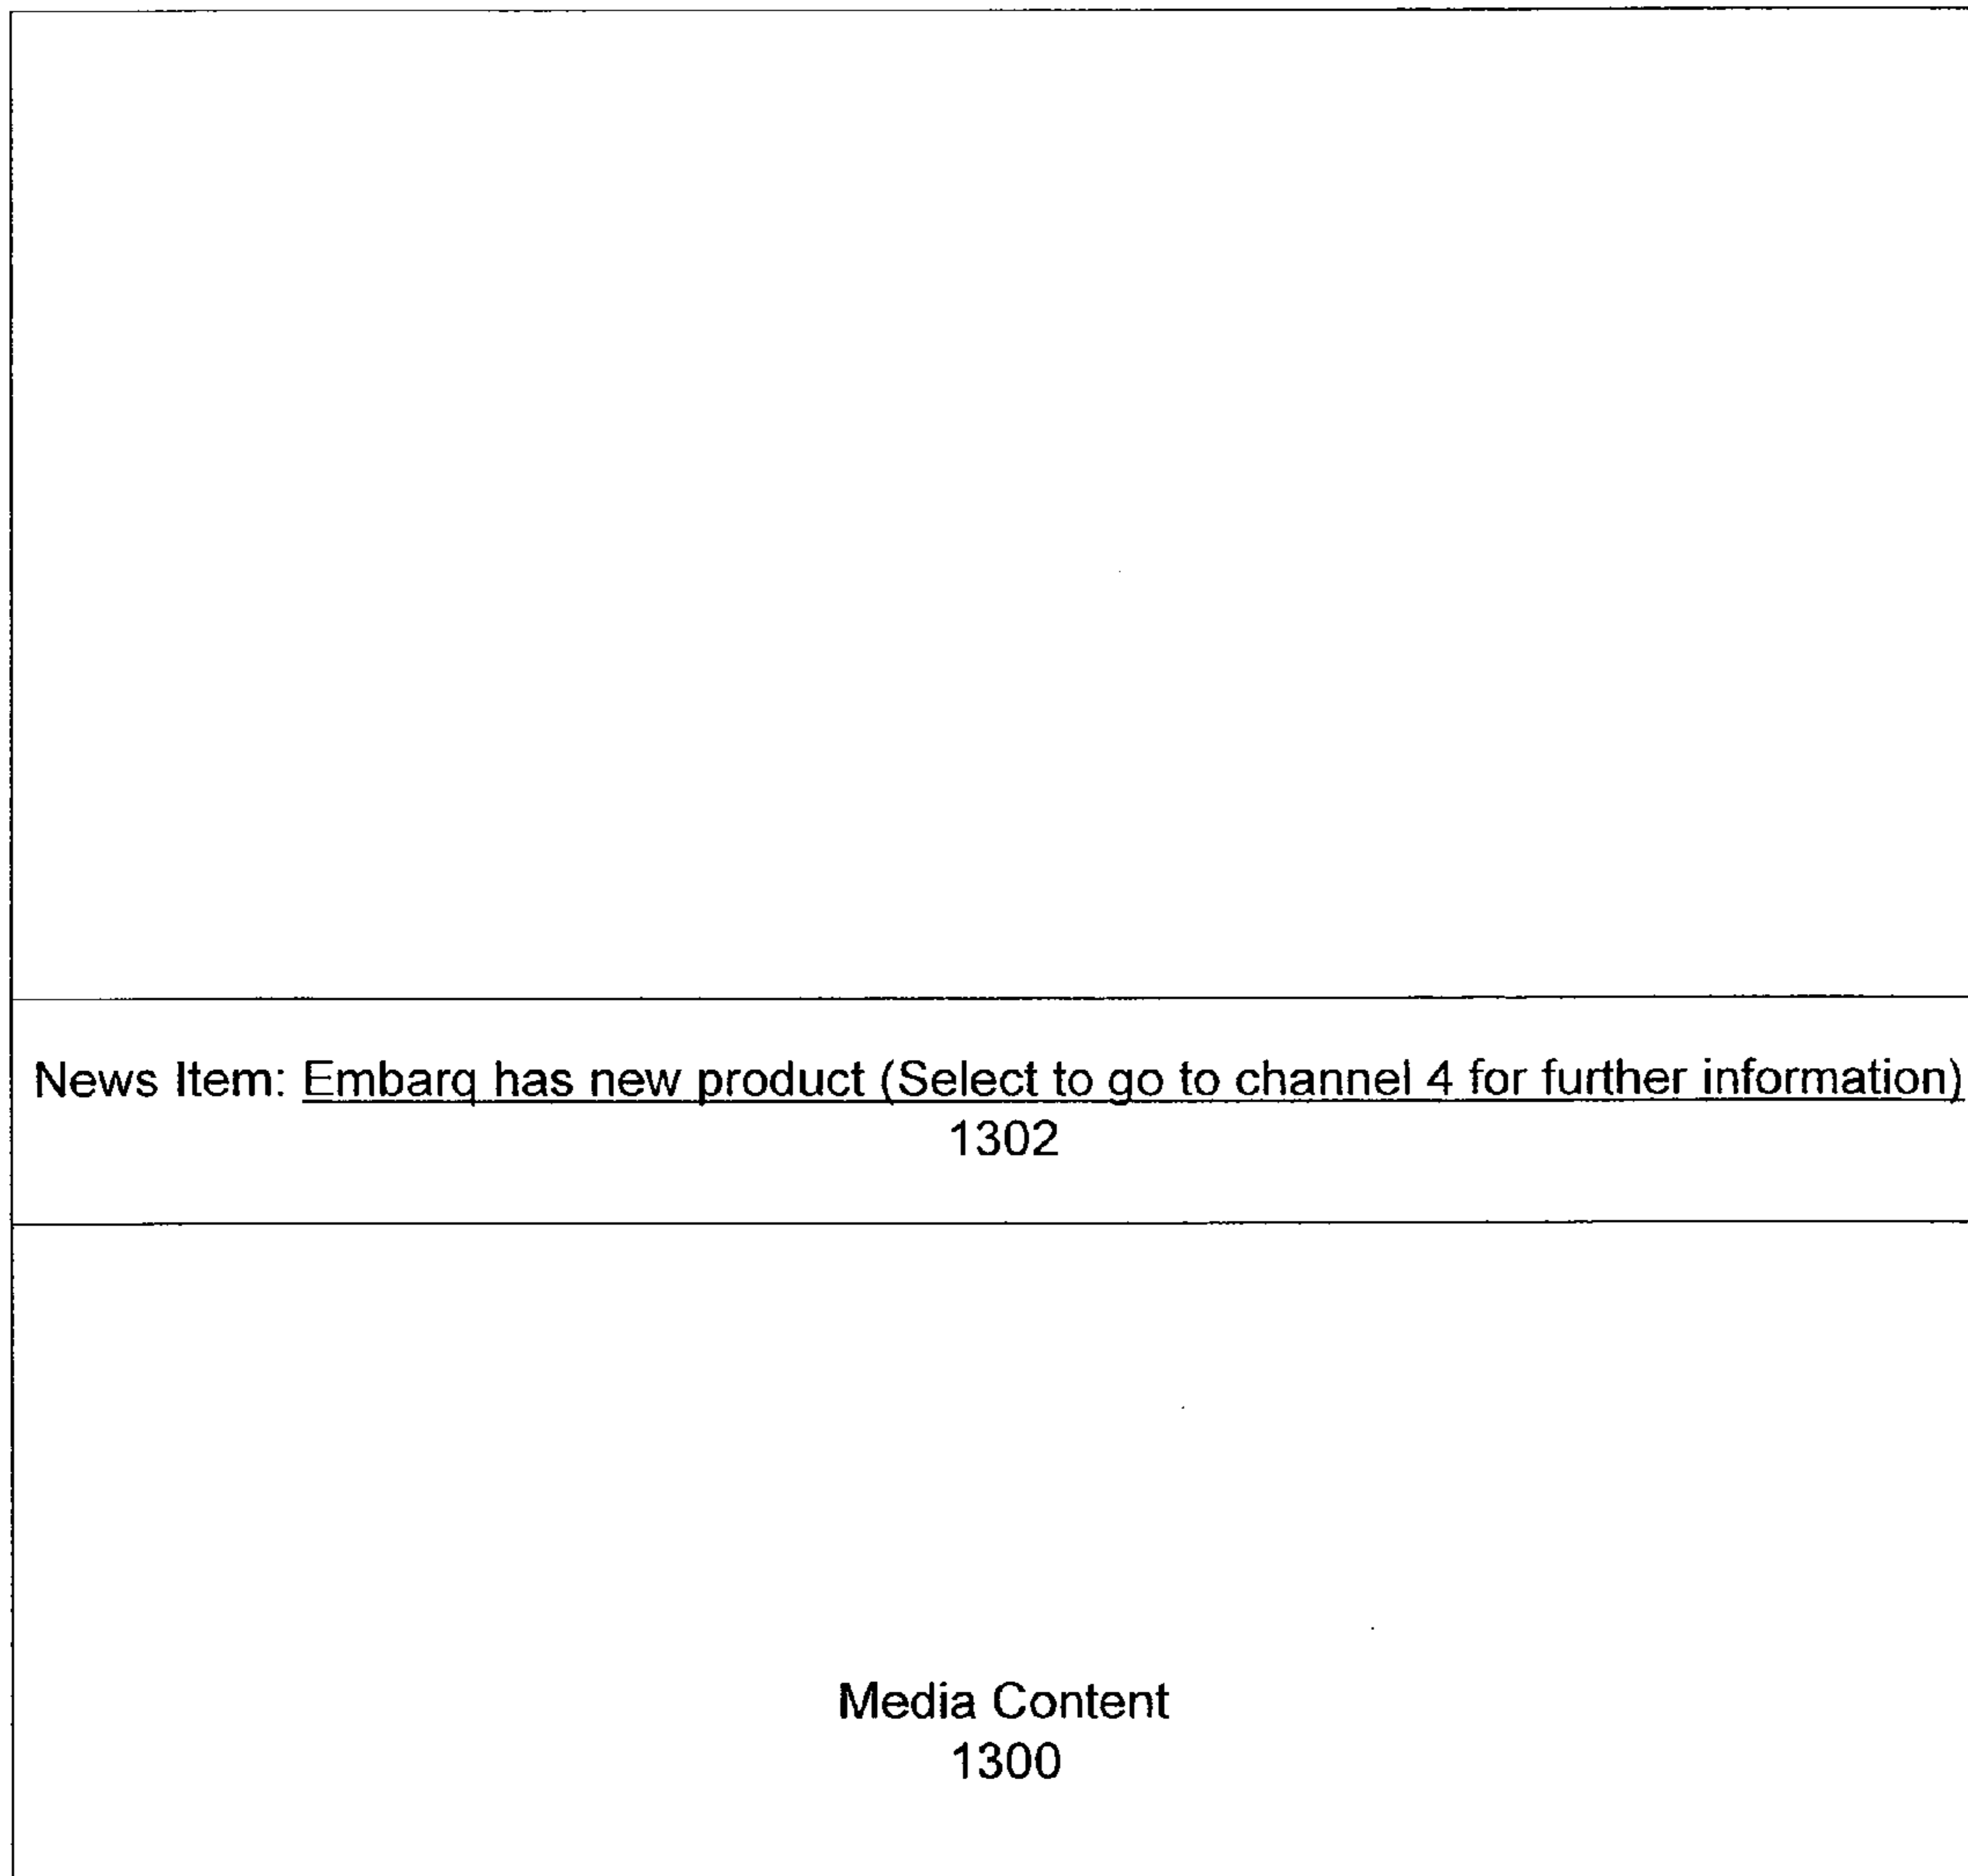 News Item: Embarq has new product (Select to go to channel 4 for further information)
1302
Media Content
1300